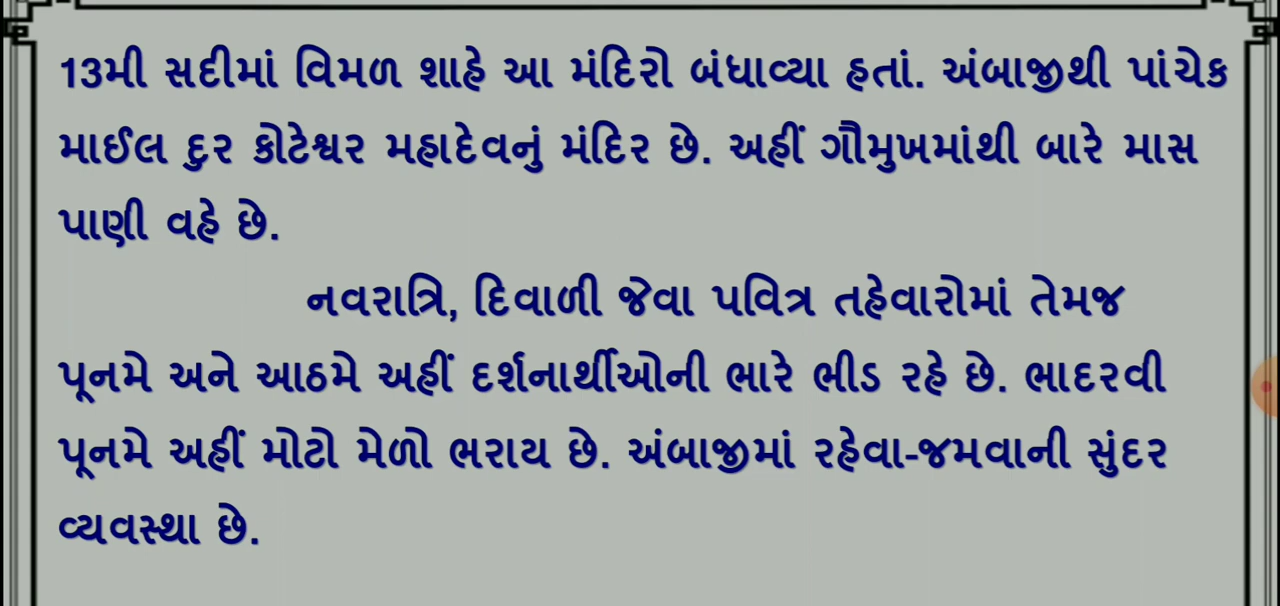 13મી સદીમાં વિમળ શાહે આ મંદિરો બંધાવ્યા હતાં. અંબાજીથી પાંચેક
માઈલ દુર કોટેશ્વર મહાદેવનું મંદિર છે. અહીં ગૌમુખમાંથી બારે માસ
પાણી વહે છે.
નવરાત્રિ, દિવાળી જેવા પવિત્ર તહેવારોમાં તેમજ
પૂનમે અને આઠમે અહીં દર્શનાર્થીઓની ભારે ભીડ રહે છે. ભાદરવી
પૂનમે અહીં મોટો મેળો ભરાય છે. અંબાજીમાં રહેવા-જમવાની સુંદર
વ્યવસ્થા છે.